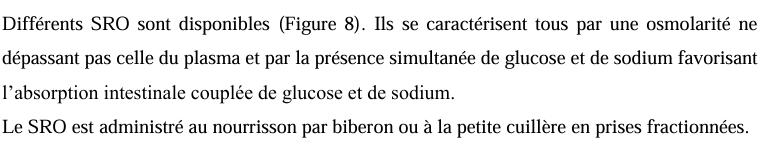 Différents SRO sont disponibles (Figure 8). Ils se caractérisent tous par une osmolarité ne
dépassant pas celle du plasma et par la présence simultanée de glucose et de sodium favorisant
l’absorption intestinale couplée de glucose et de sodium.
Le SRO est administré au nourrisson par biberon ou à la petite cuillère en prises fractionnées.